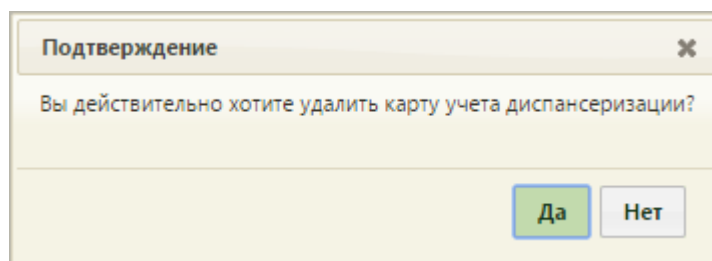 Подтверждение
Вы действительно хотите удалить карту учета диспансеризации?
Да Нет